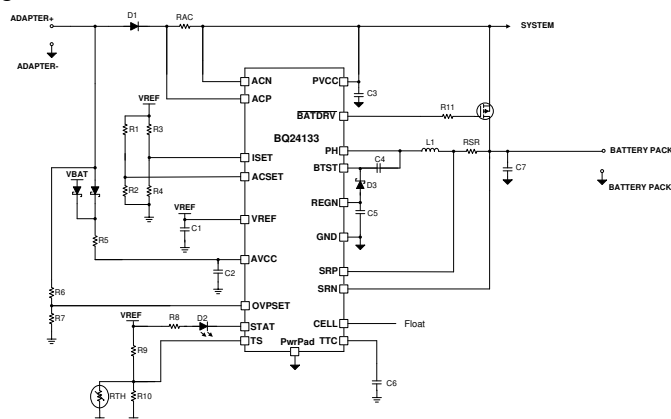 ADAPTER+
D1
RAC
SYSTEM
ADAPTER-
ACN
PVCC
C3
ACP
VREF
BATDRV
R11
R1
R3
BQ24133
PH
L1
RSR
BATTERY PACK
ISET
BTST
C4
C7
VBAT
R2
R4
ACSET
D3
BATTERY PACK
VREF
REGN
C5
VREF
C1
R5
GND
AVCC
C2
SRP
R6
SRN
OVPSET
R7
VREF
R8
D2
STAT
CELL
Float
R9
TS
PwrPad
TTC
RTH
R10
C6